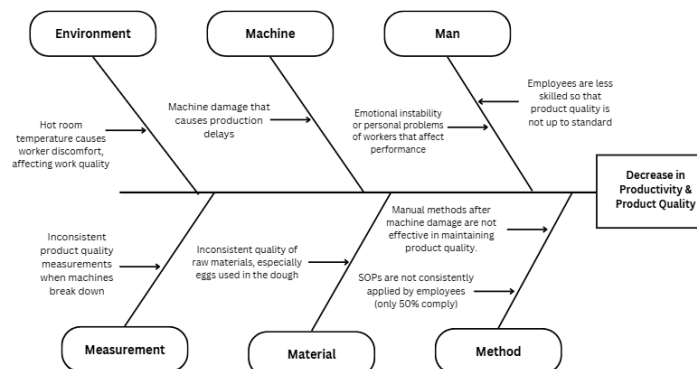 Environment
Machine
Man
Employees are less
skilled so that
product quality is
not up to standard
Machine damage that
causes production
delays
Emotional instability
or personal problems
of workers that affect
performance
Hot room
temperature causes
worker discomfort,
affecting work quality
Decrease in
Productivity &
Product Quality
Manual methods after
machine damage are not
effective in maintaining
product quality.
Inconsistent
product quality
measurements
when machines
break down
Inconsistent quality of
raw materials, especially
eggs used in the dough
SOPs are not consistently
applied by employees
(only 50% comply)
Measurement
Material
Method